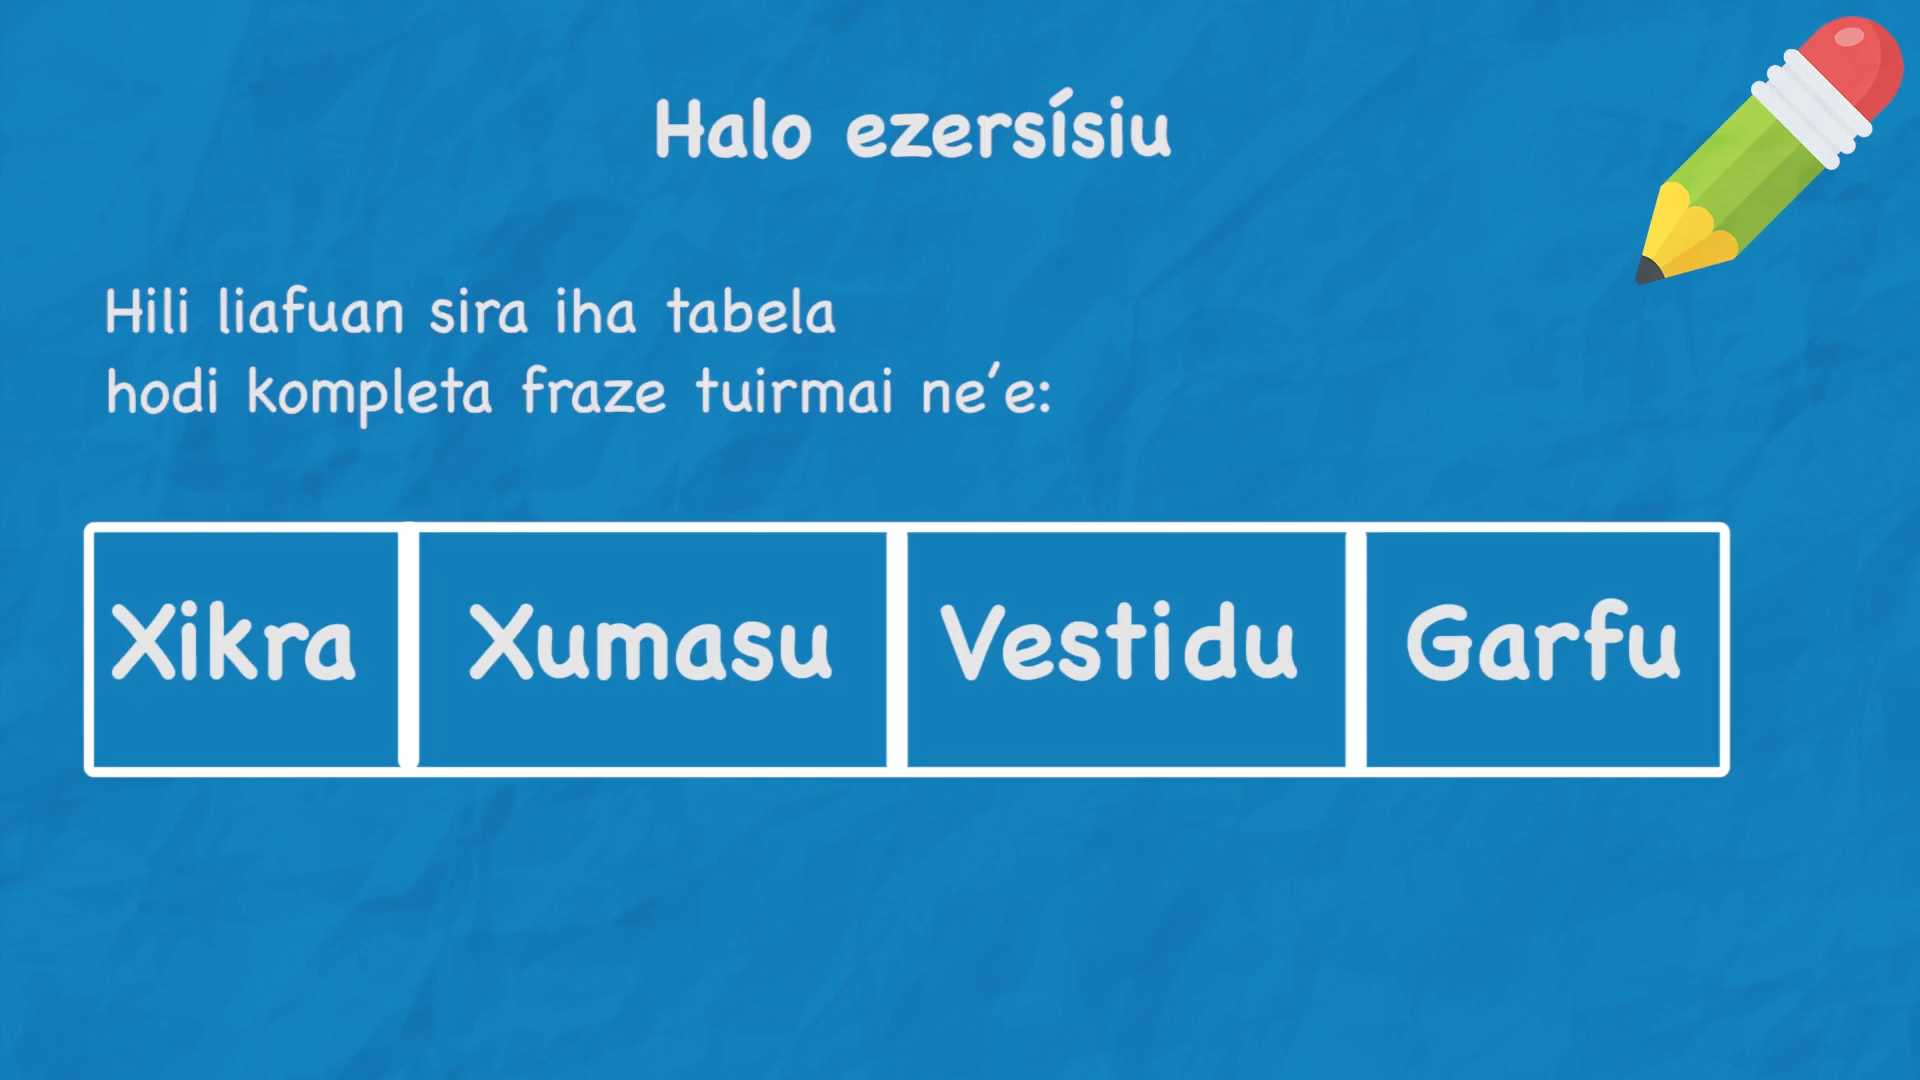 Halo ezersísiu
Hili liafuan sira iha tabela
hodi kompleta fraze tuirmai ne'e:
Xikra Xumasu Vestidu Garfu